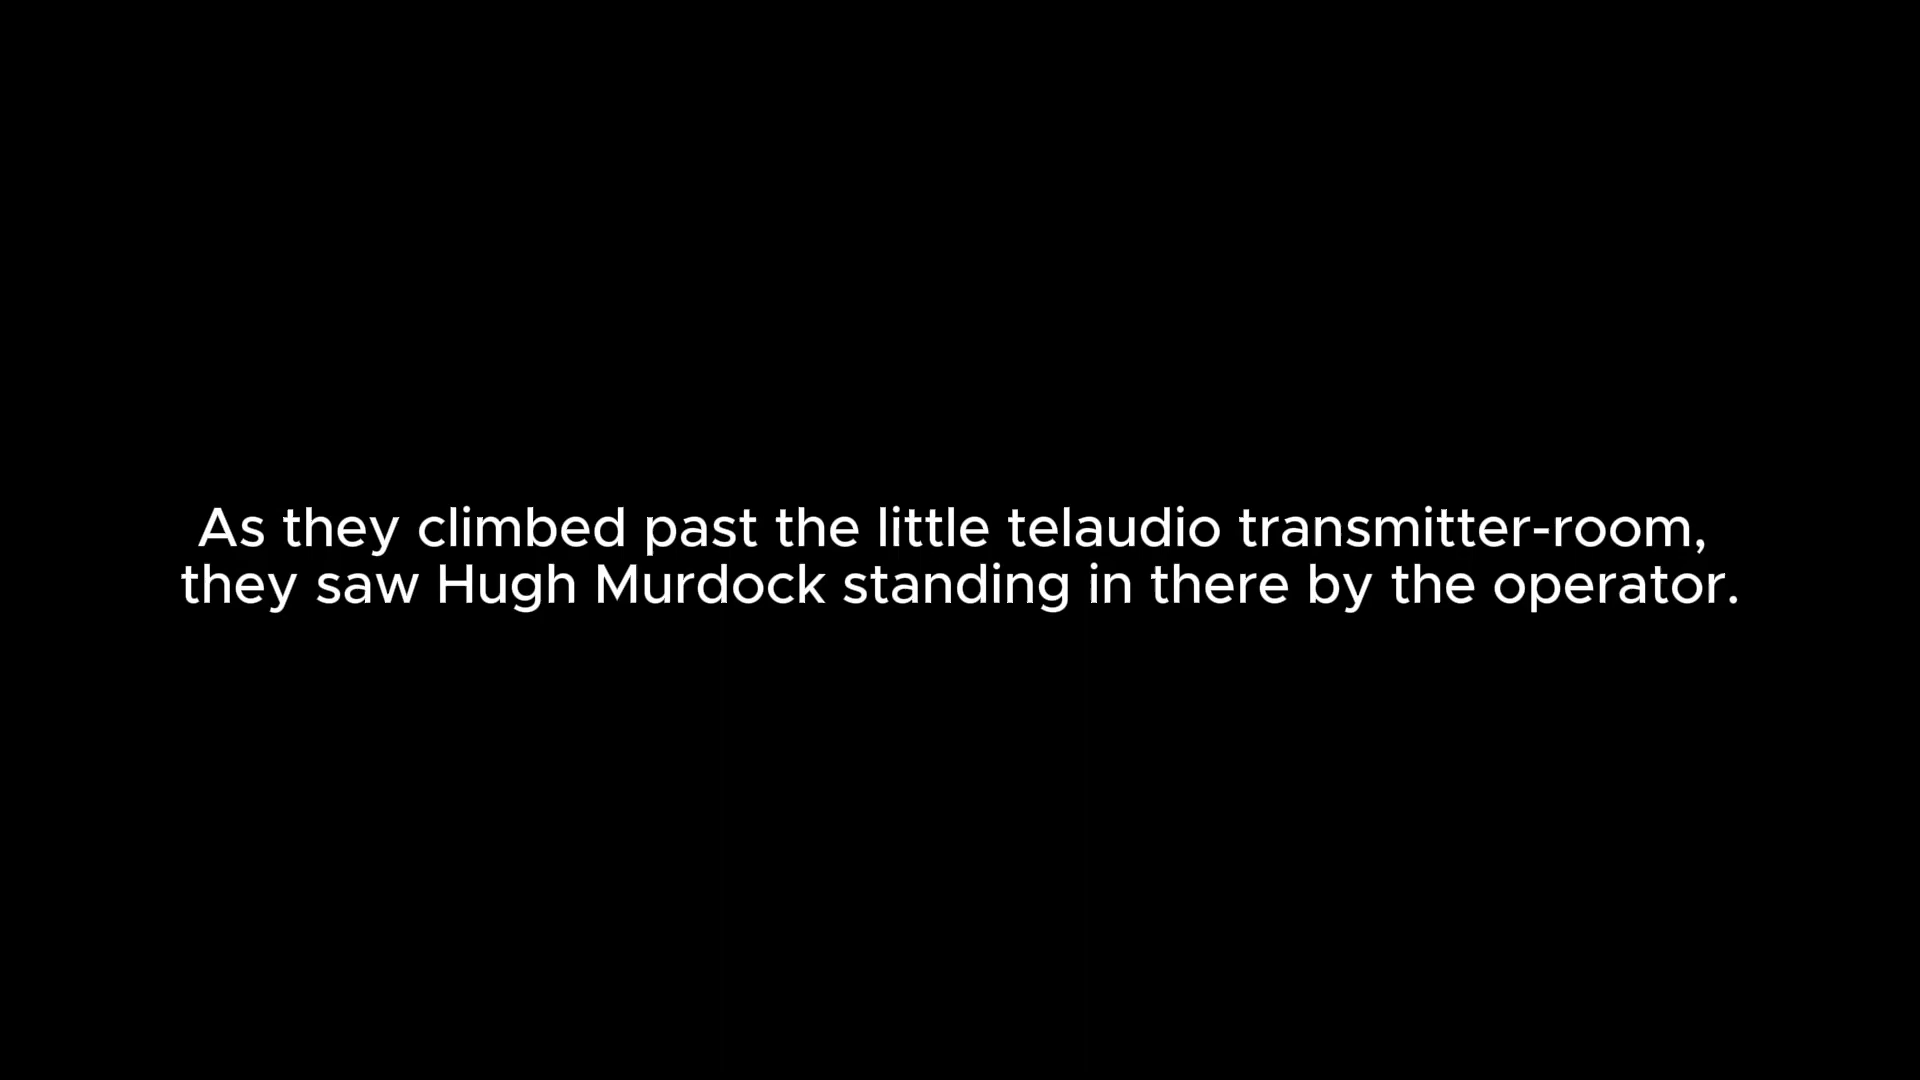 As they climbed past the little telaudio transmitter-room,
they saw Hugh Murdock standing in there by the operator.